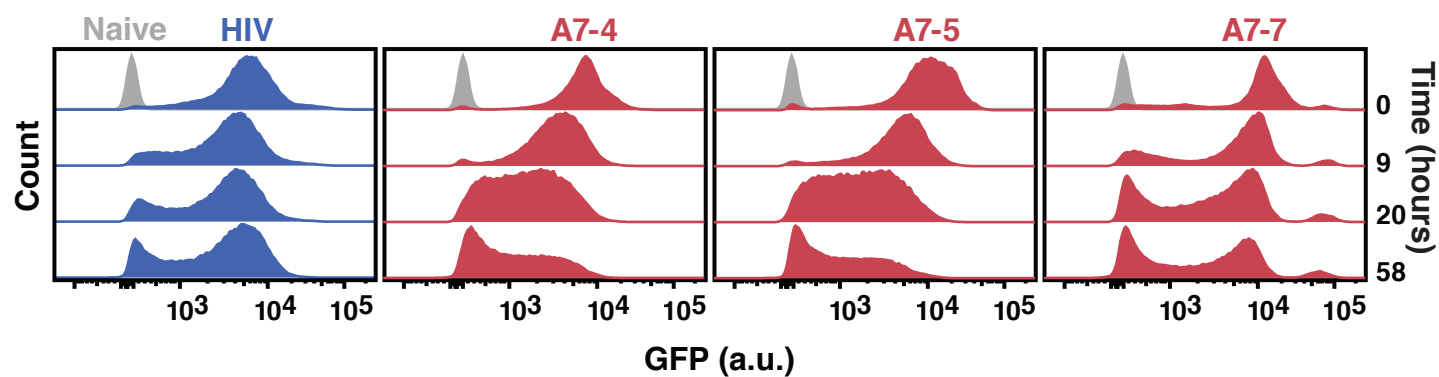 Naive HIV A7-4 A7-5 A7-7
Count
Time (hours)
0
9
20
58
10³ 10⁴ 10⁵ 10³ 10⁴ 10⁵ 10³ 10⁴ 10⁵ 10³ 10⁴ 10⁵
GFP (a.u.)